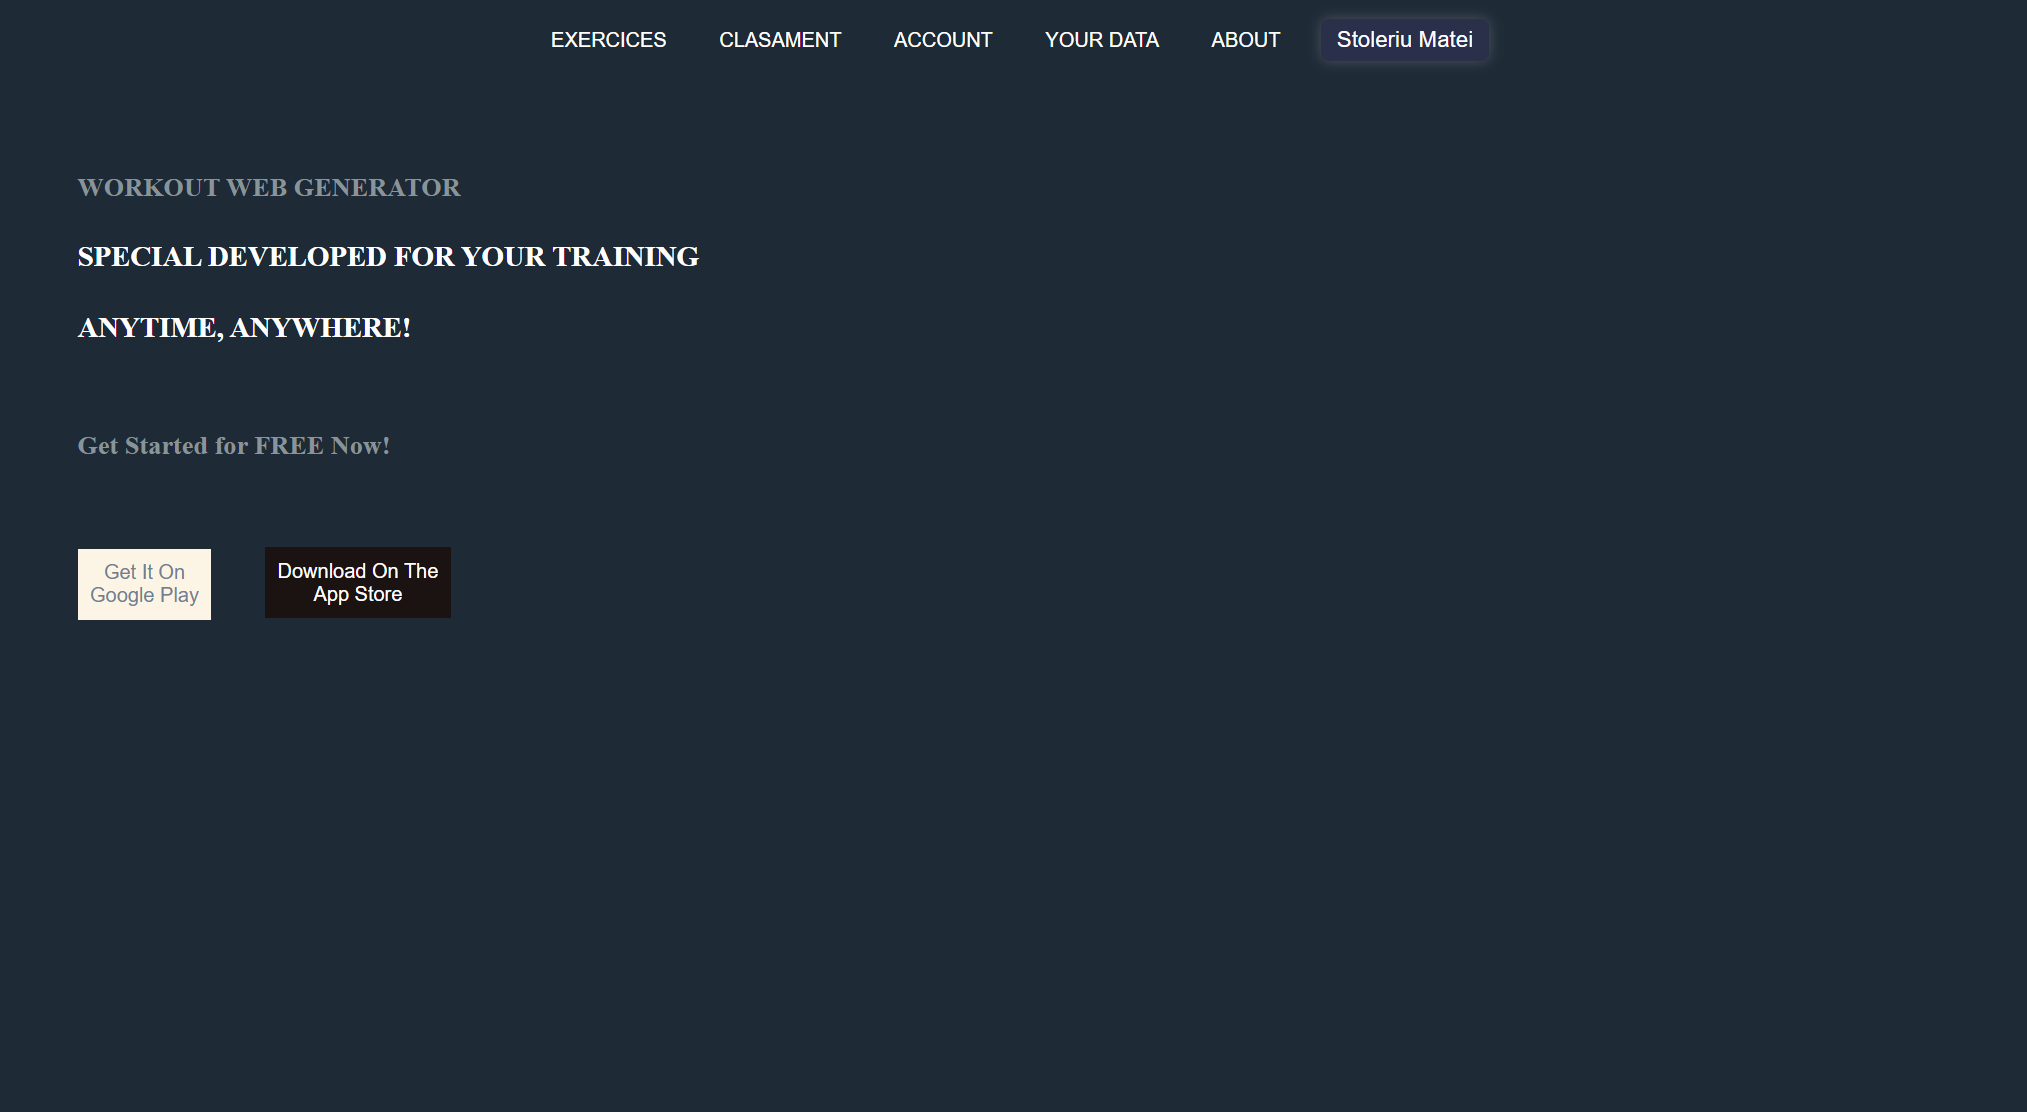 EXERCICES CLASAMENT ACCOUNT YOUR DATA ABOUT Stoleriu Matei
WORKOUT WEB GENERATOR
SPECIAL DEVELOPED FOR YOUR TRAINING
ANYTIME, ANYWHERE!
Get Started for FREE Now!
Get It On
Google Play
Download On The
App Store